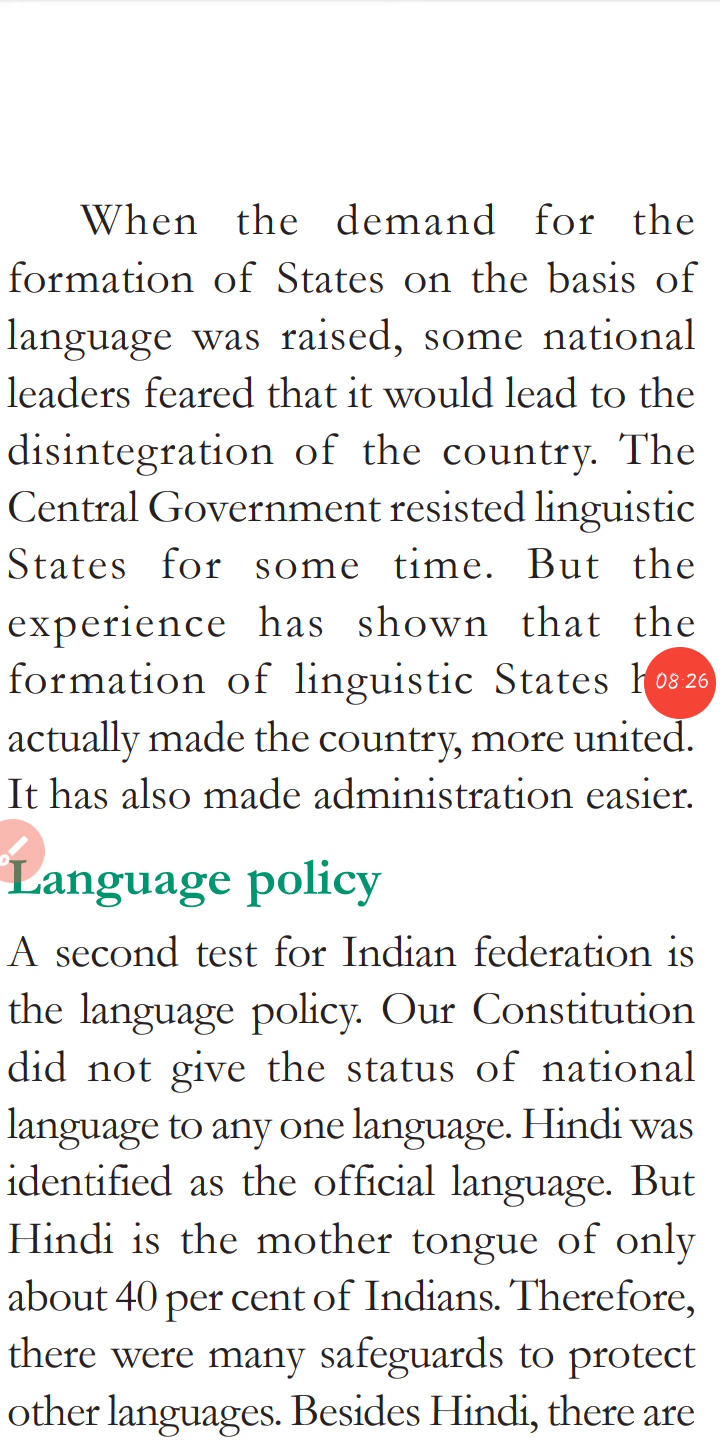 When the demand for the
formation of States on the basis of
language was raised, some national
leaders feared that it would lead to the
disintegration of the country. The
Central Government resisted linguistic
States for some time. But the
experience has shown that the
formation of linguistic States
08:26
actually made the country, more united.
It has also made administration easier.
Language policy
A second test for Indian federation is
the language policy. Our Constitution
did not give the status of national
language to any one language. Hindi was
identified as the official language. But
Hindi is the mother tongue of only
about 40 per cent of Indians. Therefore,
there were many safeguards to protect
other languages. Besides Hindi, there are